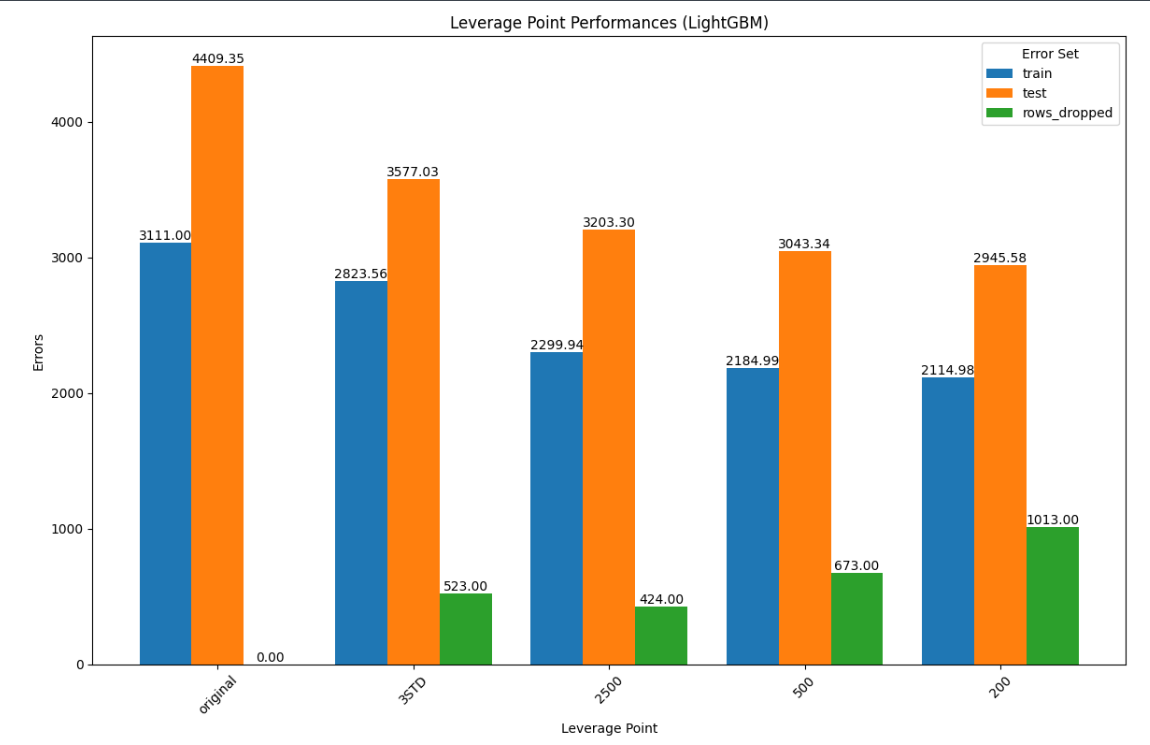 Leverage Point Performances (LightGBM)
Error Set
train
test
rows_dropped
Errors
4000
3000
2000
1000
0
3111.00
4409.35
0.00
2823.56
3577.03
523.00
2299.94
3203.30
424.00
2184.99
3043.34
673.00
2114.98
2945.58
1013.00
original
3STD
2500
500
200
Leverage Point